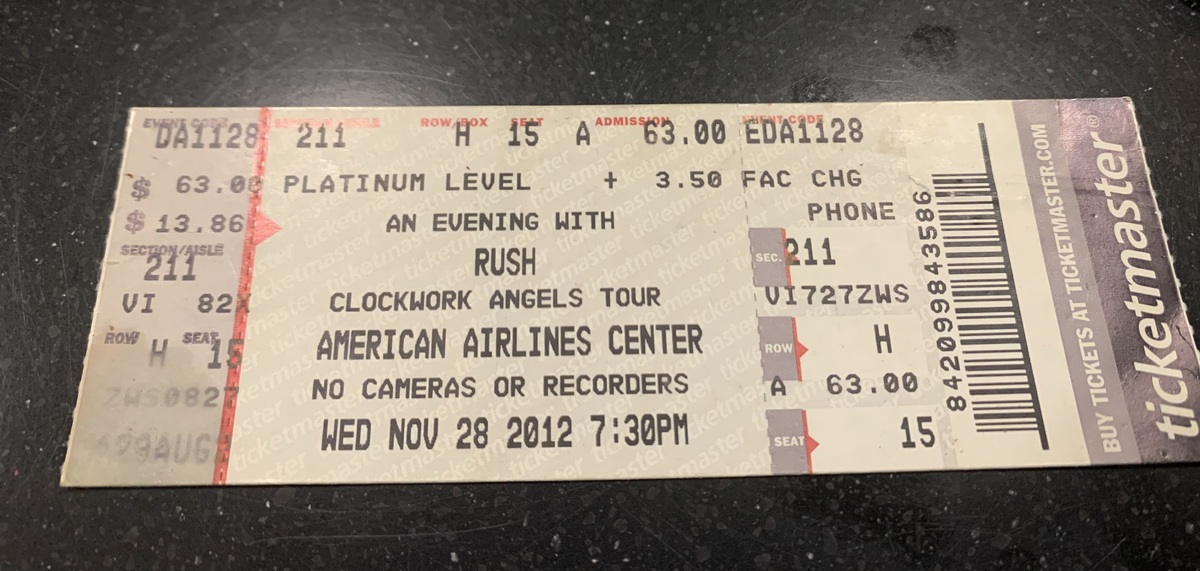 EVENT CODE
DA1128
$ 63.00
$ 13.86
SECTION/AISLE
211
VI 82X
ROW SEAT
H 15
ZWS0827
SECTION/AISLE ROW/BOX SEAT ADMISSION EVENT CODE
211 H 15 A 63.00 EDA1128
PLATINUM LEVEL + 3.50 FAC CHG
AN EVENING WITH
RUSH
CLOCKWORK ANGELS TOUR
AMERICAN AIRLINES CENTER
NO CAMERAS OR RECORDERS
WED NOV 28 2012 7:30PM
PHONE
SEC. 211
VI727ZWS
ROW H
A 63.00
SEAT 15
842099843586
BUY TICKETS AT TICKETMASTER.COM
ticketmaster®